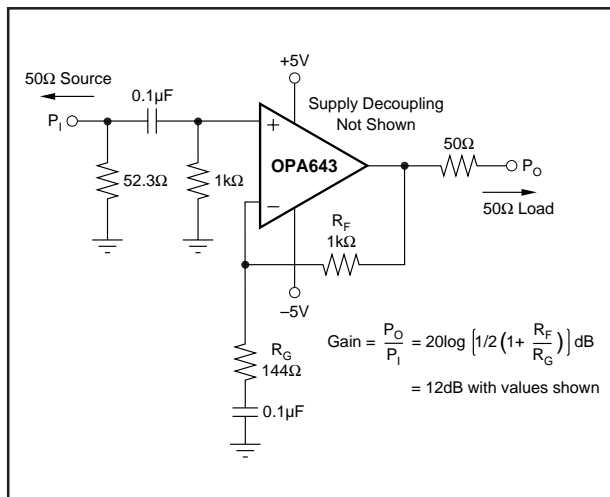 +5V
50Ω Source
0.1µF
Supply Decoupling
Not Shown
P_I
+
OPA643
50Ω
P_O
52.3Ω
1kΩ
–
50Ω Load
R_F
1kΩ
–5V
R_G
144Ω
0.1µF
Gain = P_O/P_I = 20log [1/2 (1+ R_F/R_G)] dB
= 12dB with values shown